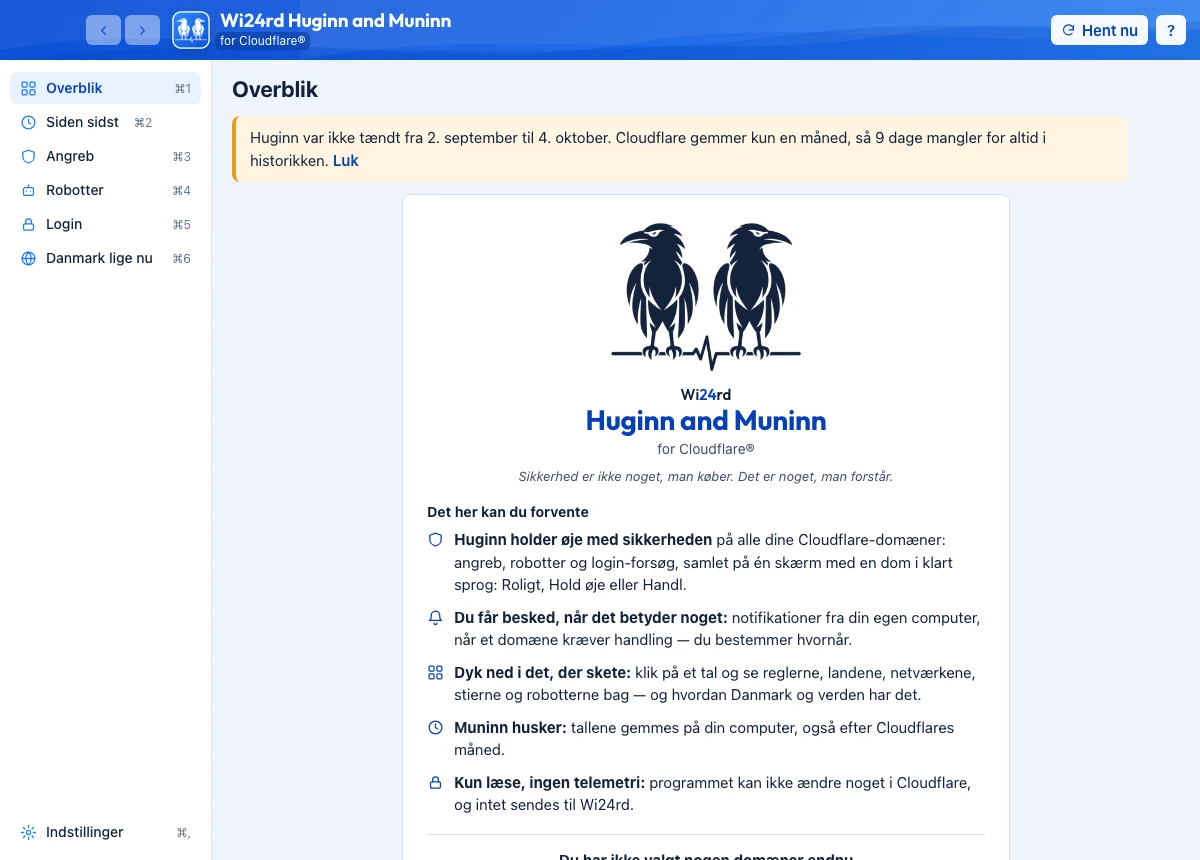 Wi24rd Huginn and Muninn
for Cloudflare®
Hent nu
?
Overblik ⌘1
Siden sidst ⌘2
Angreb ⌘3
Robotter ⌘4
Login ⌘5
Danmark lige nu ⌘6
Indstillinger ⌘,
Overblik
Huginn var ikke tændt fra 2. september til 4. oktober. Cloudflare gemmer kun en måned, så 9 dage mangler for altid i
historikken. Luk
Wi24rd
Huginn and Muninn
for Cloudflare®
Sikkerhed er ikke noget, man køber. Det er noget, man forstår.
Det her kan du forvente
Huginn holder øje med sikkerheden på alle dine Cloudflare-domæner:
angreb, robotter og login-forsøg, samlet på én skærm med en dom i klart
sprog: Roligt, Hold øje eller Handl.
Du får besked, når det betyder noget: notifikationer fra din egen computer,
når et domæne kræver handling — du bestemmer hvornår.
Dyk ned i det, der skete: klik på et tal og se reglerne, landene, netværkene,
stierne og robotterne bag — og hvordan Danmark og verden har det.
Muninn husker: tallene gemmes på din computer, også efter Cloudflares
måned.
Kun læse, ingen telemetri: programmet kan ikke ændre noget i Cloudflare,
og intet sendes til Wi24rd.
Du har ikke valgt nogen domæner endnu